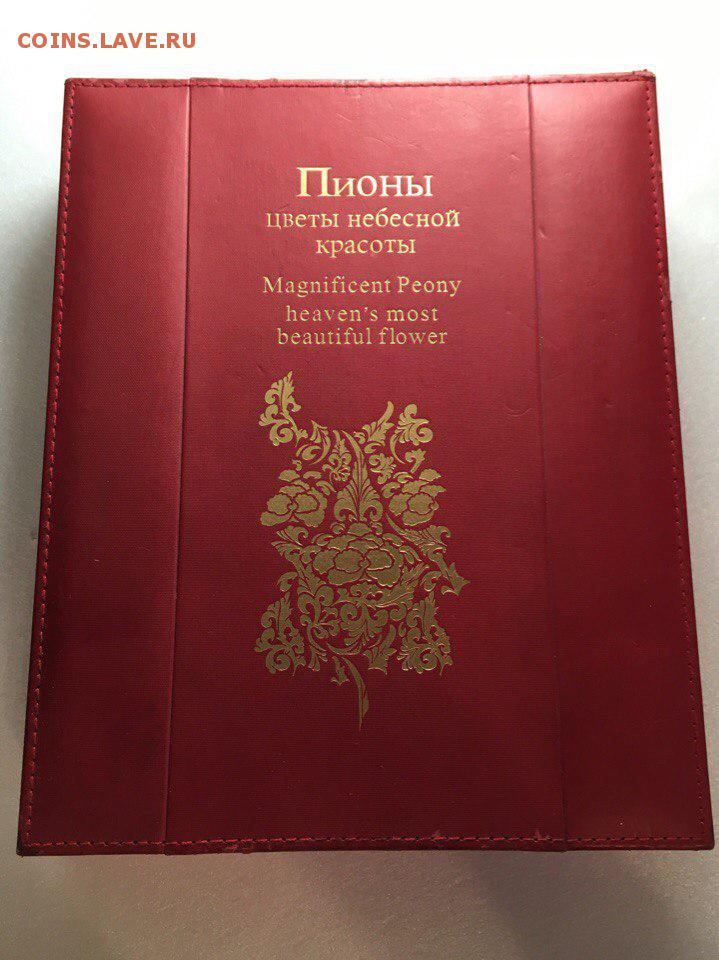 COINS.LAVE.RU
Пионы
цветы небесной
красоты
Magnificent Peony
heaven's most
beautiful flower